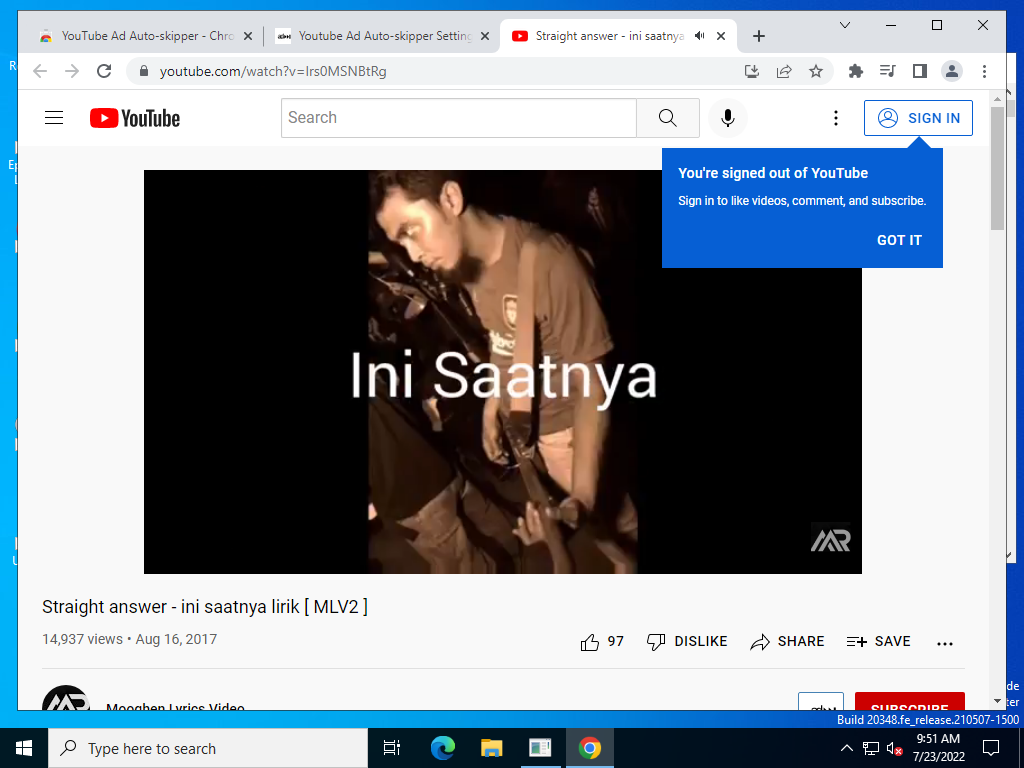 YouTube Ad Auto-skipper - Chro
Youtube Ad Auto-skipper Setting
Straight answer - ini saatnya
youtube.com/watch?v=Irs0MSNBtRg
YouTube
Search
SIGN IN
You're signed out of YouTube
Sign in to like videos, comment, and subscribe.
GOT IT
Ini Saatnya
MR
Straight answer - ini saatnya lirik [ MLV2 ]
14,937 views • Aug 16, 2017
97
DISLIKE
SHARE
SAVE
Mooghen Lyrics Video
SUBSCRIBE
Build 20348.fe_release.210507-1500
Type here to search
9:51 AM
7/23/2022